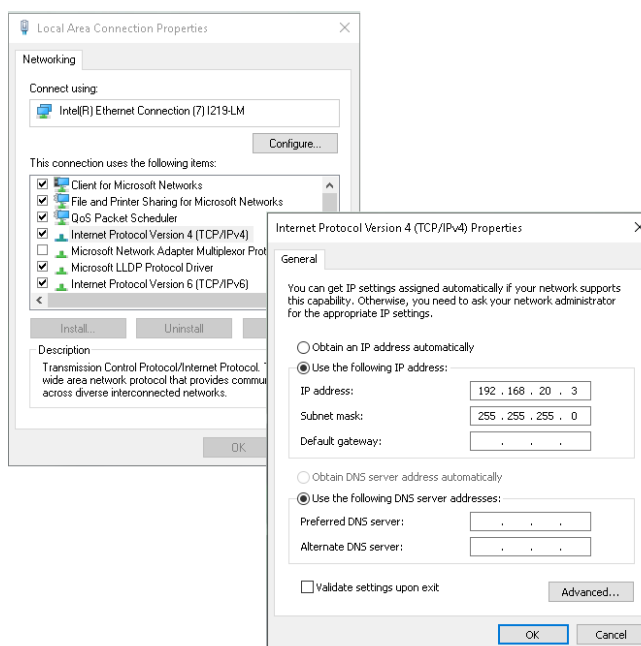 Local Area Connection Properties
Networking
Connect using:
Intel(R) Ethernet Connection (7) I219-LM
Configure...
This connection uses the following items:
Client for Microsoft Networks
File and Printer Sharing for Microsoft Networks
QoS Packet Scheduler
Internet Protocol Version 4 (TCP/IPv4)
Microsoft Network Adapter Multiplexor Prot
Microsoft LLDP Protocol Driver
Internet Protocol Version 6 (TCP/IPv6)
Install...
Uninstall
Description
Transmission Control Protocol/Internet Protocol.
wide area network protocol that provides commu
across diverse interconnected networks.
OK
Internet Protocol Version 4 (TCP/IPv4) Properties
General
You can get IP settings assigned automatically if your network supports
this capability. Otherwise, you need to ask your network administrator
for the appropriate IP settings.
Obtain an IP address automatically
Use the following IP address:
IP address: 192 . 168 . 20 . 3
Subnet mask: 255 . 255 . 255 . 0
Default gateway: . . .
Obtain DNS server address automatically
Use the following DNS server addresses:
Preferred DNS server: . . .
Alternate DNS server: . . .
Validate settings upon exit
Advanced...
OK
Cancel